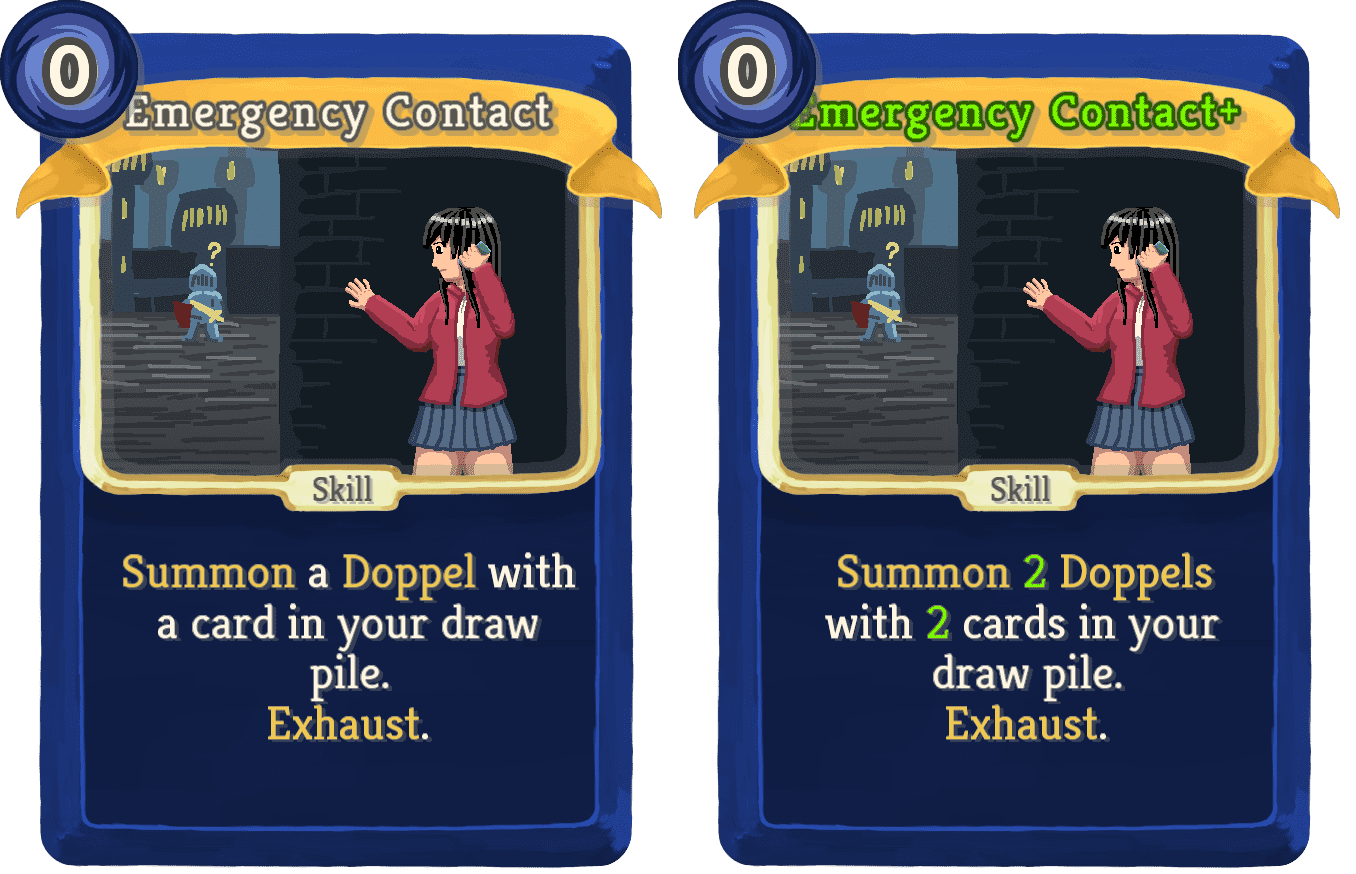 0
Emergency Contact
?
Skill
Summon a Doppel with
a card in your draw
pile.
Exhaust.
0
Emergency Contact+
?
Skill
Summon 2 Doppels
with 2 cards in your
draw pile.
Exhaust.